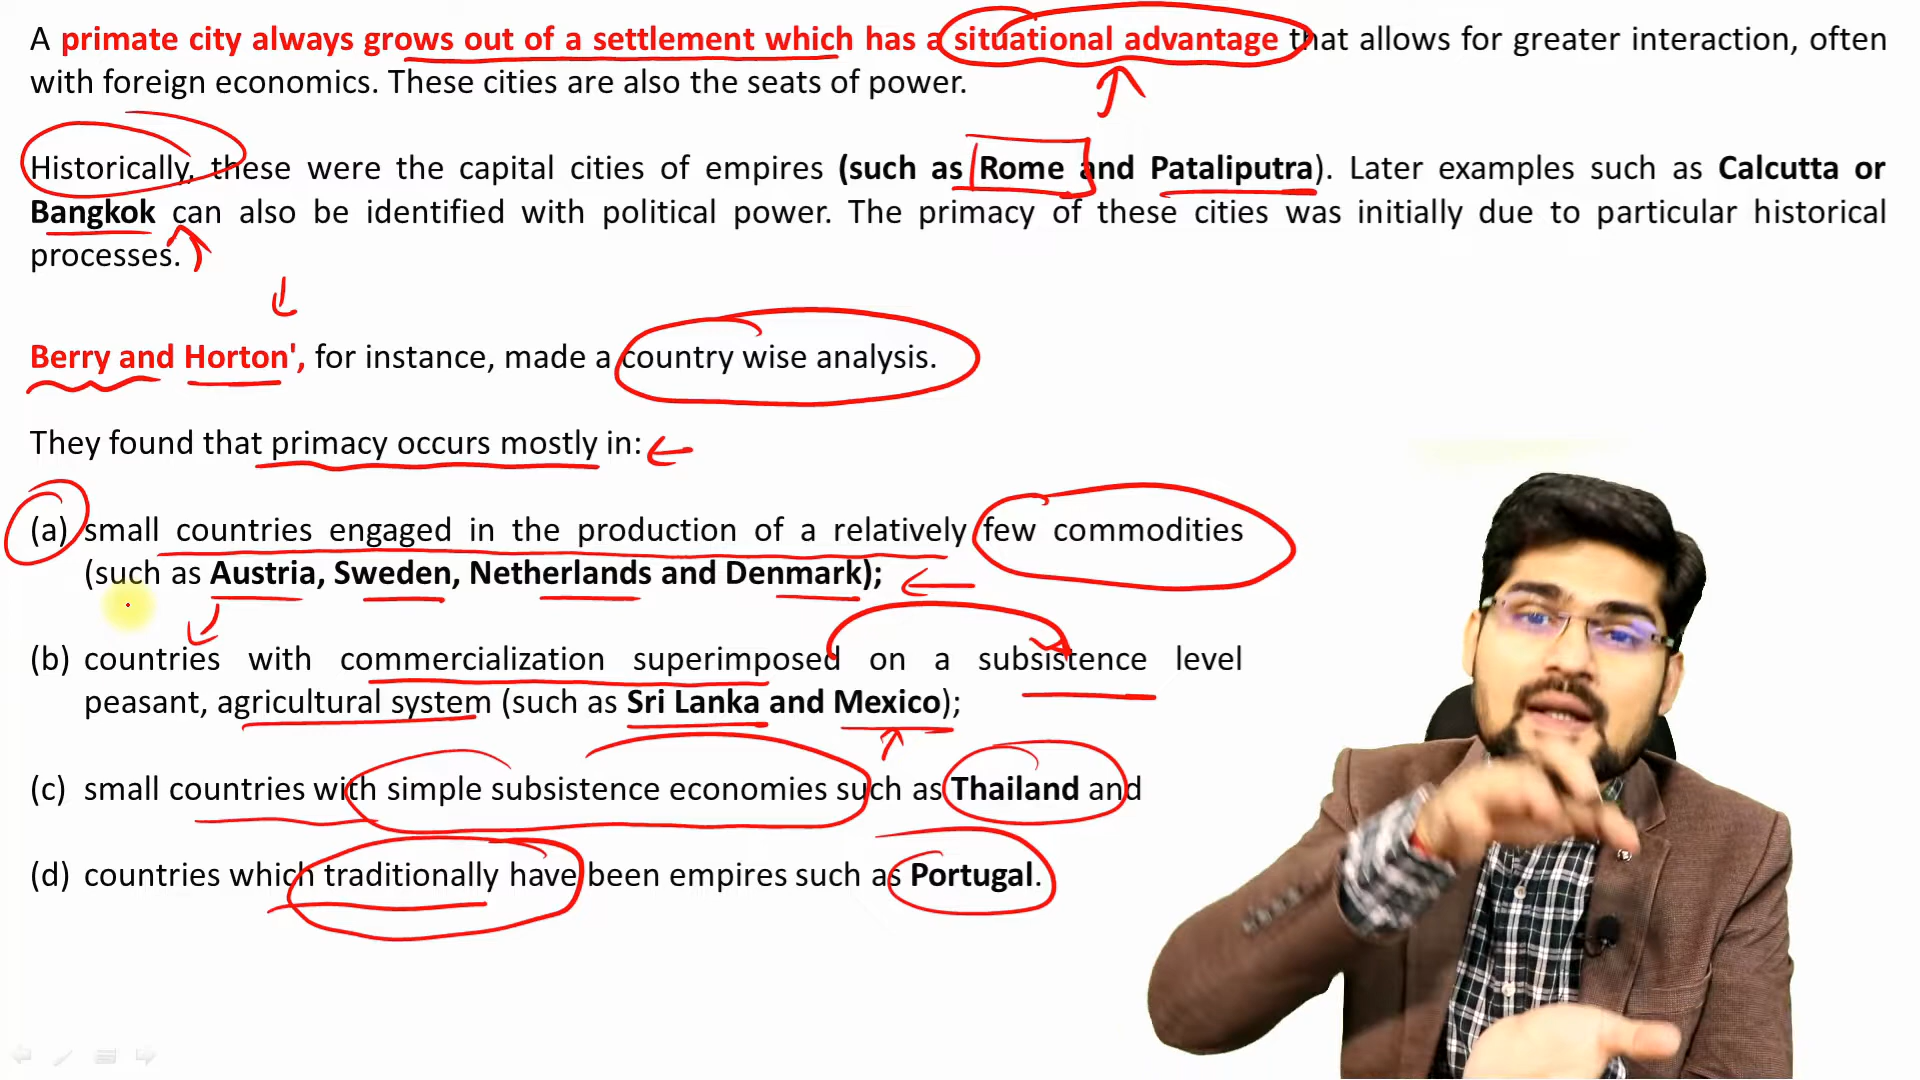 A primate city always grows out of a settlement which has a situational advantage that allows for greater interaction, often
with foreign economics. These cities are also the seats of power.
Historically, these were the capital cities of empires (such as Rome and Pataliputra). Later examples such as Calcutta or
Bangkok can also be identified with political power. The primacy of these cities was initially due to particular historical
processes.
Berry and Horton', for instance, made a country wise analysis.
They found that primacy occurs mostly in:
(a) small countries engaged in the production of a relatively few commodities
(such as Austria, Sweden, Netherlands and Denmark);
(b) countries with commercialization superimposed on a subsistence level
peasant, agricultural system (such as Sri Lanka and Mexico);
(c) small countries with simple subsistence economies such as Thailand and
(d) countries which traditionally have been empires such as Portugal.